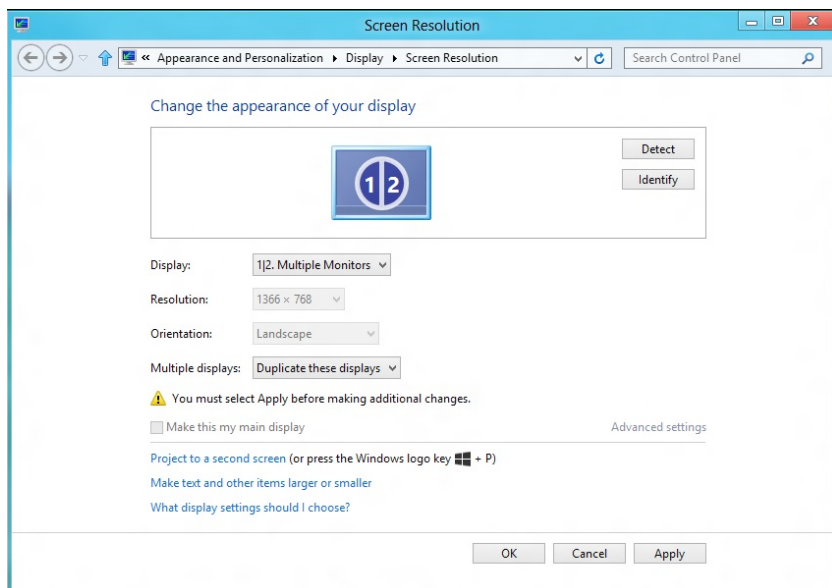 Screen Resolution
« Appearance and Personalization Display Screen Resolution
Search Control Panel
Change the appearance of your display
1|2
Detect
Identify
Display: 1|2. Multiple Monitors
Resolution: 1366 × 768
Orientation: Landscape
Multiple displays: Duplicate these displays
You must select Apply before making additional changes.
Make this my main display Advanced settings
Project to a second screen (or press the Windows logo key + P)
Make text and other items larger or smaller
What display settings should I choose?
OK Cancel Apply